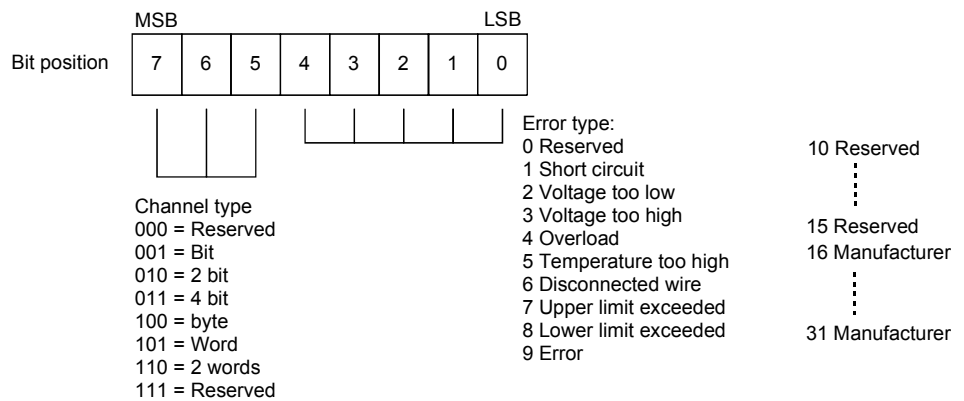 MSB LSB
Bit position 7 6 5 4 3 2 1 0
Channel type
000 = Reserved
001 = Bit
010 = 2 bit
011 = 4 bit
100 = byte
101 = Word
110 = 2 words
111 = Reserved
Error type:
0 Reserved
1 Short circuit
2 Voltage too low
3 Voltage too high
4 Overload
5 Temperature too high
6 Disconnected wire
7 Upper limit exceeded
8 Lower limit exceeded
9 Error
10 Reserved
15 Reserved
16 Manufacturer
31 Manufacturer